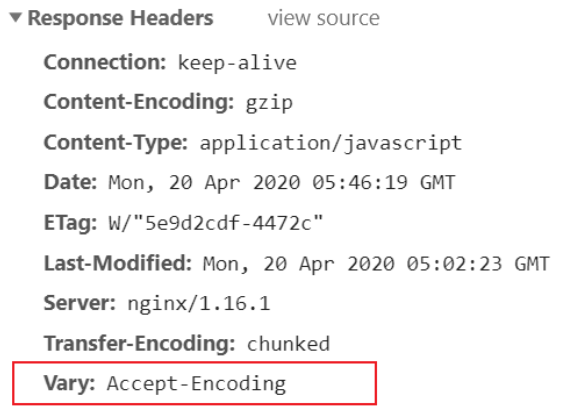 Response Headers view source
Connection: keep-alive
Content-Encoding: gzip
Content-Type: application/javascript
Date: Mon, 20 Apr 2020 05:46:19 GMT
ETag: W/"5e9d2cdf-4472c"
Last-Modified: Mon, 20 Apr 2020 05:02:23 GMT
Server: nginx/1.16.1
Transfer-Encoding: chunked
Vary: Accept-Encoding